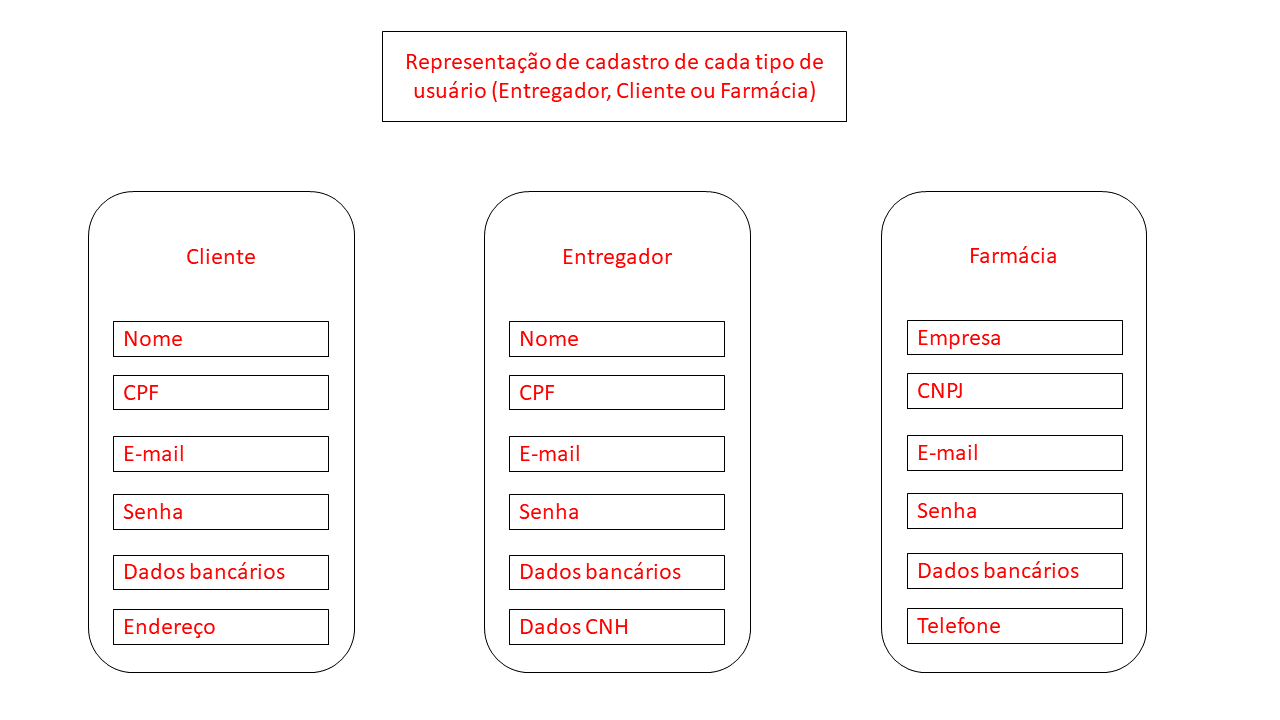 Representação de cadastro de cada tipo de
usuário (Entregador, Cliente ou Farmácia)
Cliente
Nome
CPF
E-mail
Senha
Dados bancários
Endereço
Entregador
Nome
CPF
E-mail
Senha
Dados bancários
Dados CNH
Farmácia
Empresa
CNPJ
E-mail
Senha
Dados bancários
Telefone